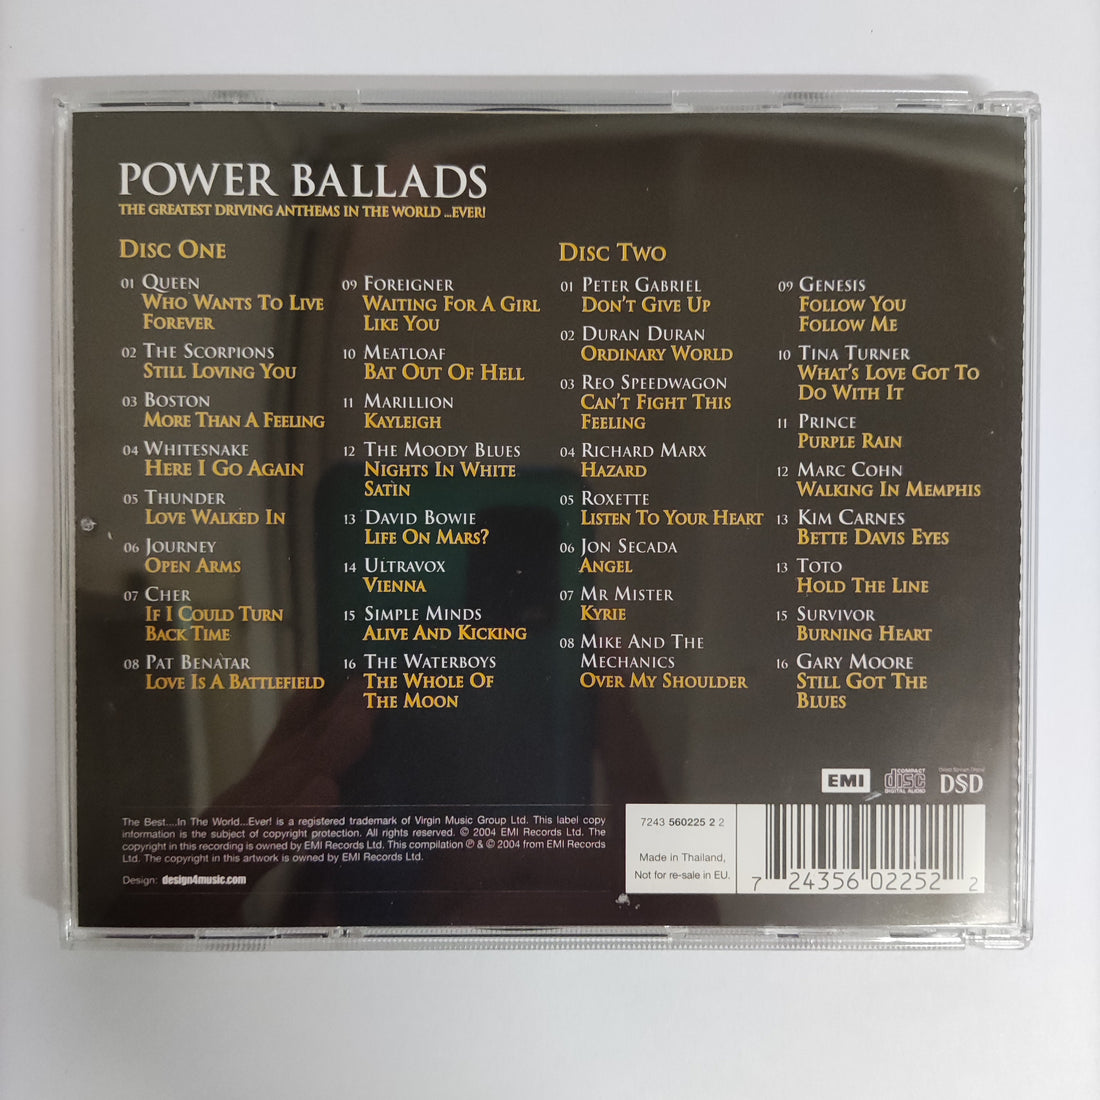 POWER BALLADS
THE GREATEST DRIVING ANTHEMS IN THE WORLD ...EVER!
DISC ONE
01 QUEEN
WHO WANTS TO LIVE
FOREVER
02 THE SCORPIONS
STILL LOVING YOU
03 BOSTON
MORE THAN A FEELING
04 WHITESNAKE
HERE I GO AGAIN
05 THUNDER
LOVE WALKED IN
06 JOURNEY
OPEN ARMS
07 CHER
IF I COULD TURN
BACK TIME
08 PAT BENATAR
LOVE IS A BATTLEFIELD
09 FOREIGNER
WAITING FOR A GIRL
LIKE YOU
10 MEATLOAF
BAT OUT OF HELL
11 MARILLION
KAYLEIGH
12 THE MOODY BLUES
NIGHTS IN WHITE
SATIN
13 DAVID BOWIE
LIFE ON MARS?
14 ULTRAVOX
VIENNA
15 SIMPLE MINDS
ALIVE AND KICKING
16 THE WATERBOYS
THE WHOLE OF
THE MOON
DISC TWO
01 PETER GABRIEL
DON'T GIVE UP
02 DURAN DURAN
ORDINARY WORLD
03 REO SPEEDWAGON
CAN'T FIGHT THIS
FEELING
04 RICHARD MARX
HAZARD
05 ROXETTE
LISTEN TO YOUR HEART
06 JON SECADA
ANGEL
07 MR MISTER
KYRIE
08 MIKE AND THE
MECHANICS
OVER MY SHOULDER
09 GENESIS
FOLLOW YOU
FOLLOW ME
10 TINA TURNER
WHAT'S LOVE GOT TO
DO WITH IT
11 PRINCE
PURPLE RAIN
12 MARC COHN
WALKING IN MEMPHIS
13 KIM CARNES
BETTE DAVIS EYES
13 TOTO
HOLD THE LINE
15 SURVIVOR
BURNING HEART
16 GARY MOORE
STILL GOT THE
BLUES
EMI
COMPACT
disc
DIGITAL AUDIO
Direct Stream Digital
DSD
The Best....In The World...Ever! is a registered trademark of Virgin Music Group Ltd. This label copy
information is the subject of copyright protection. All rights reserved. © 2004 EMI Records Ltd. The
copyright in this recording is owned by EMI Records Ltd. This compilation ℗ & © 2004 from EMI Records
Ltd. The copyright in this artwork is owned by EMI Records Ltd.
Design: design4music.com
7243 560225 2 2
Made in Thailand,
Not for re-sale in EU.
7 24356 02252 2